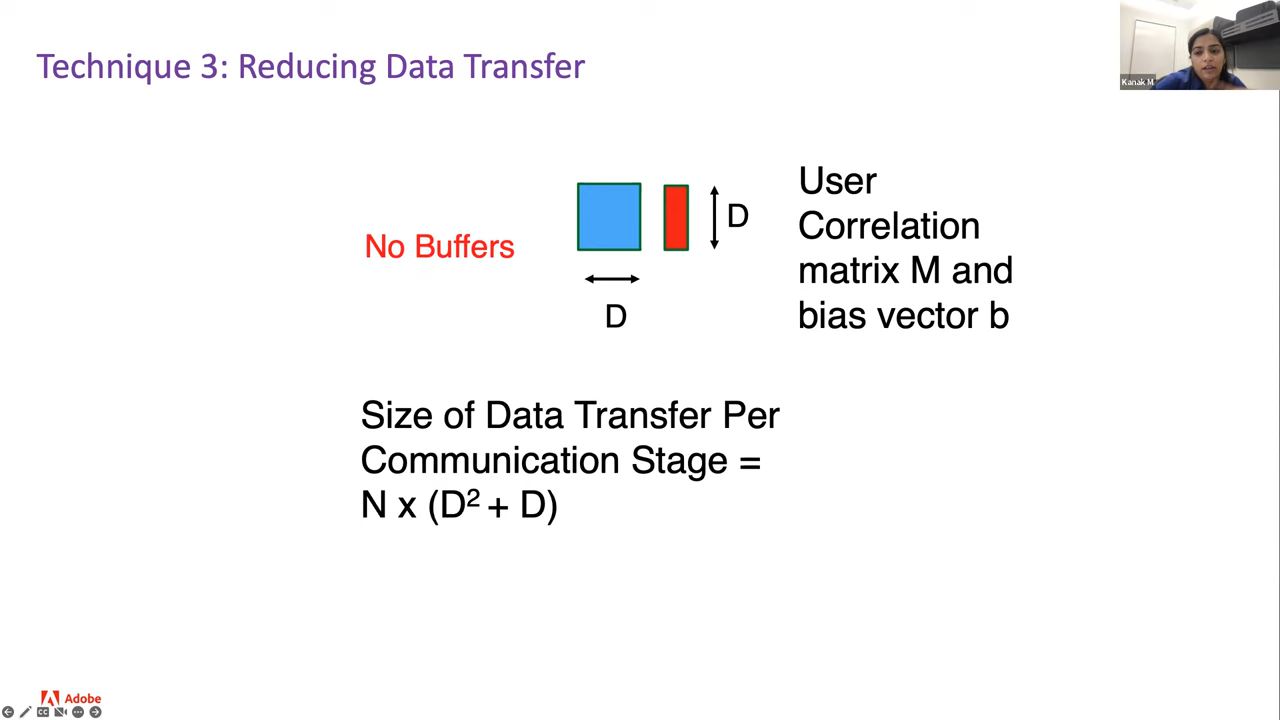 Technique 3: Reducing Data Transfer
Kanak M
No Buffers
D
D
User
Correlation
matrix M and
bias vector b
Size of Data Transfer Per
Communication Stage =
N x (D² + D)
Adobe
CC